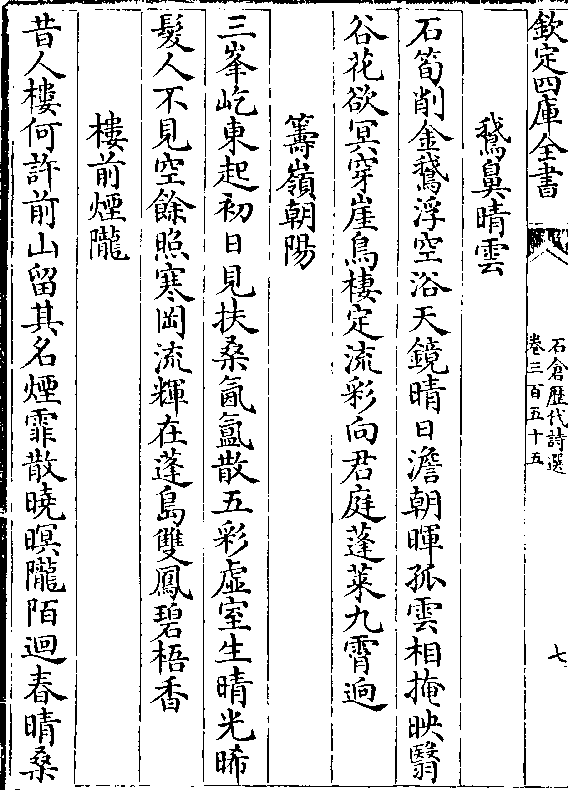 欽定四庫全書
石倉歷代詩選
卷三百五十五
七
鵞鼻晴雲
石筍削金鵞浮空浴天鏡晴日澹朝暉孤雲相掩映翳
谷花欲冥穿崖鳥棲定流彩向君庭蓬萊九霄迥
籌嶺朝陽
三峯屹東起初日見扶桑氤氳散五彩虛室生晴光晞
髮人不見空餘照寒岡流輝在蓬島雙鳳碧梧香
樓前煙隴
昔人樓何許前山留其名煙霏散曉暝隴陌迴春晴桑